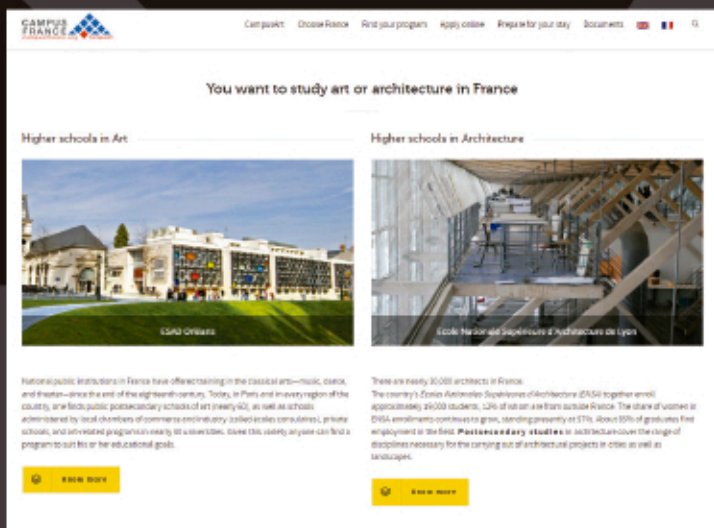 CAMPUS
FRANCE
CampusArt Choose France Find your program Apply online Prepare for your stay Documents
You want to study art or architecture in France
Higher schools in Art
Higher schools in Architecture
ESAD Orléans
Ecole Nationale Supérieure d'Architecture de Lyon
National public institutions in France have offered training in the classical arts—music, dance,
and theater—since the end of the eighteenth century. Today, in Paris and in every region of the
country, one finds public postsecondary schools of art (nearly 60), as well as schools
administered by local chambers of commerce and industry (called écoles consulaires), private
schools, and art-related programs in nearly universities. Given this variety anyone can find a
program to suit his or her educational goals.
Know more
There are nearly 30,000 architects in France.
The country's Ecoles Nationales Supérieures d'Architecture (ENSA) together enroll
approximately students, 12% of whom are from outside France. The share of women in
ENSA enrollments continues to grow, standing presently at 57%. About of graduates find
employment in the field. Postsecondary studies in architecture cover the range of
disciplines necessary for the carrying out of architectural projects in cities as well as
landscapes.
Know more